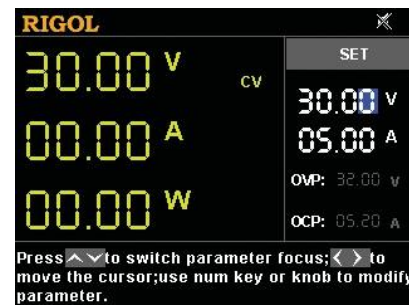 RIGOL
SET
30.00 V
CV
30.00 V
00.00 A
05.00 A
00.00 W
OVP: 32.00 V
OCP: 05.20 A
Press to switch parameter focus; to
move the cursor;use num key or knob to modify
parameter.